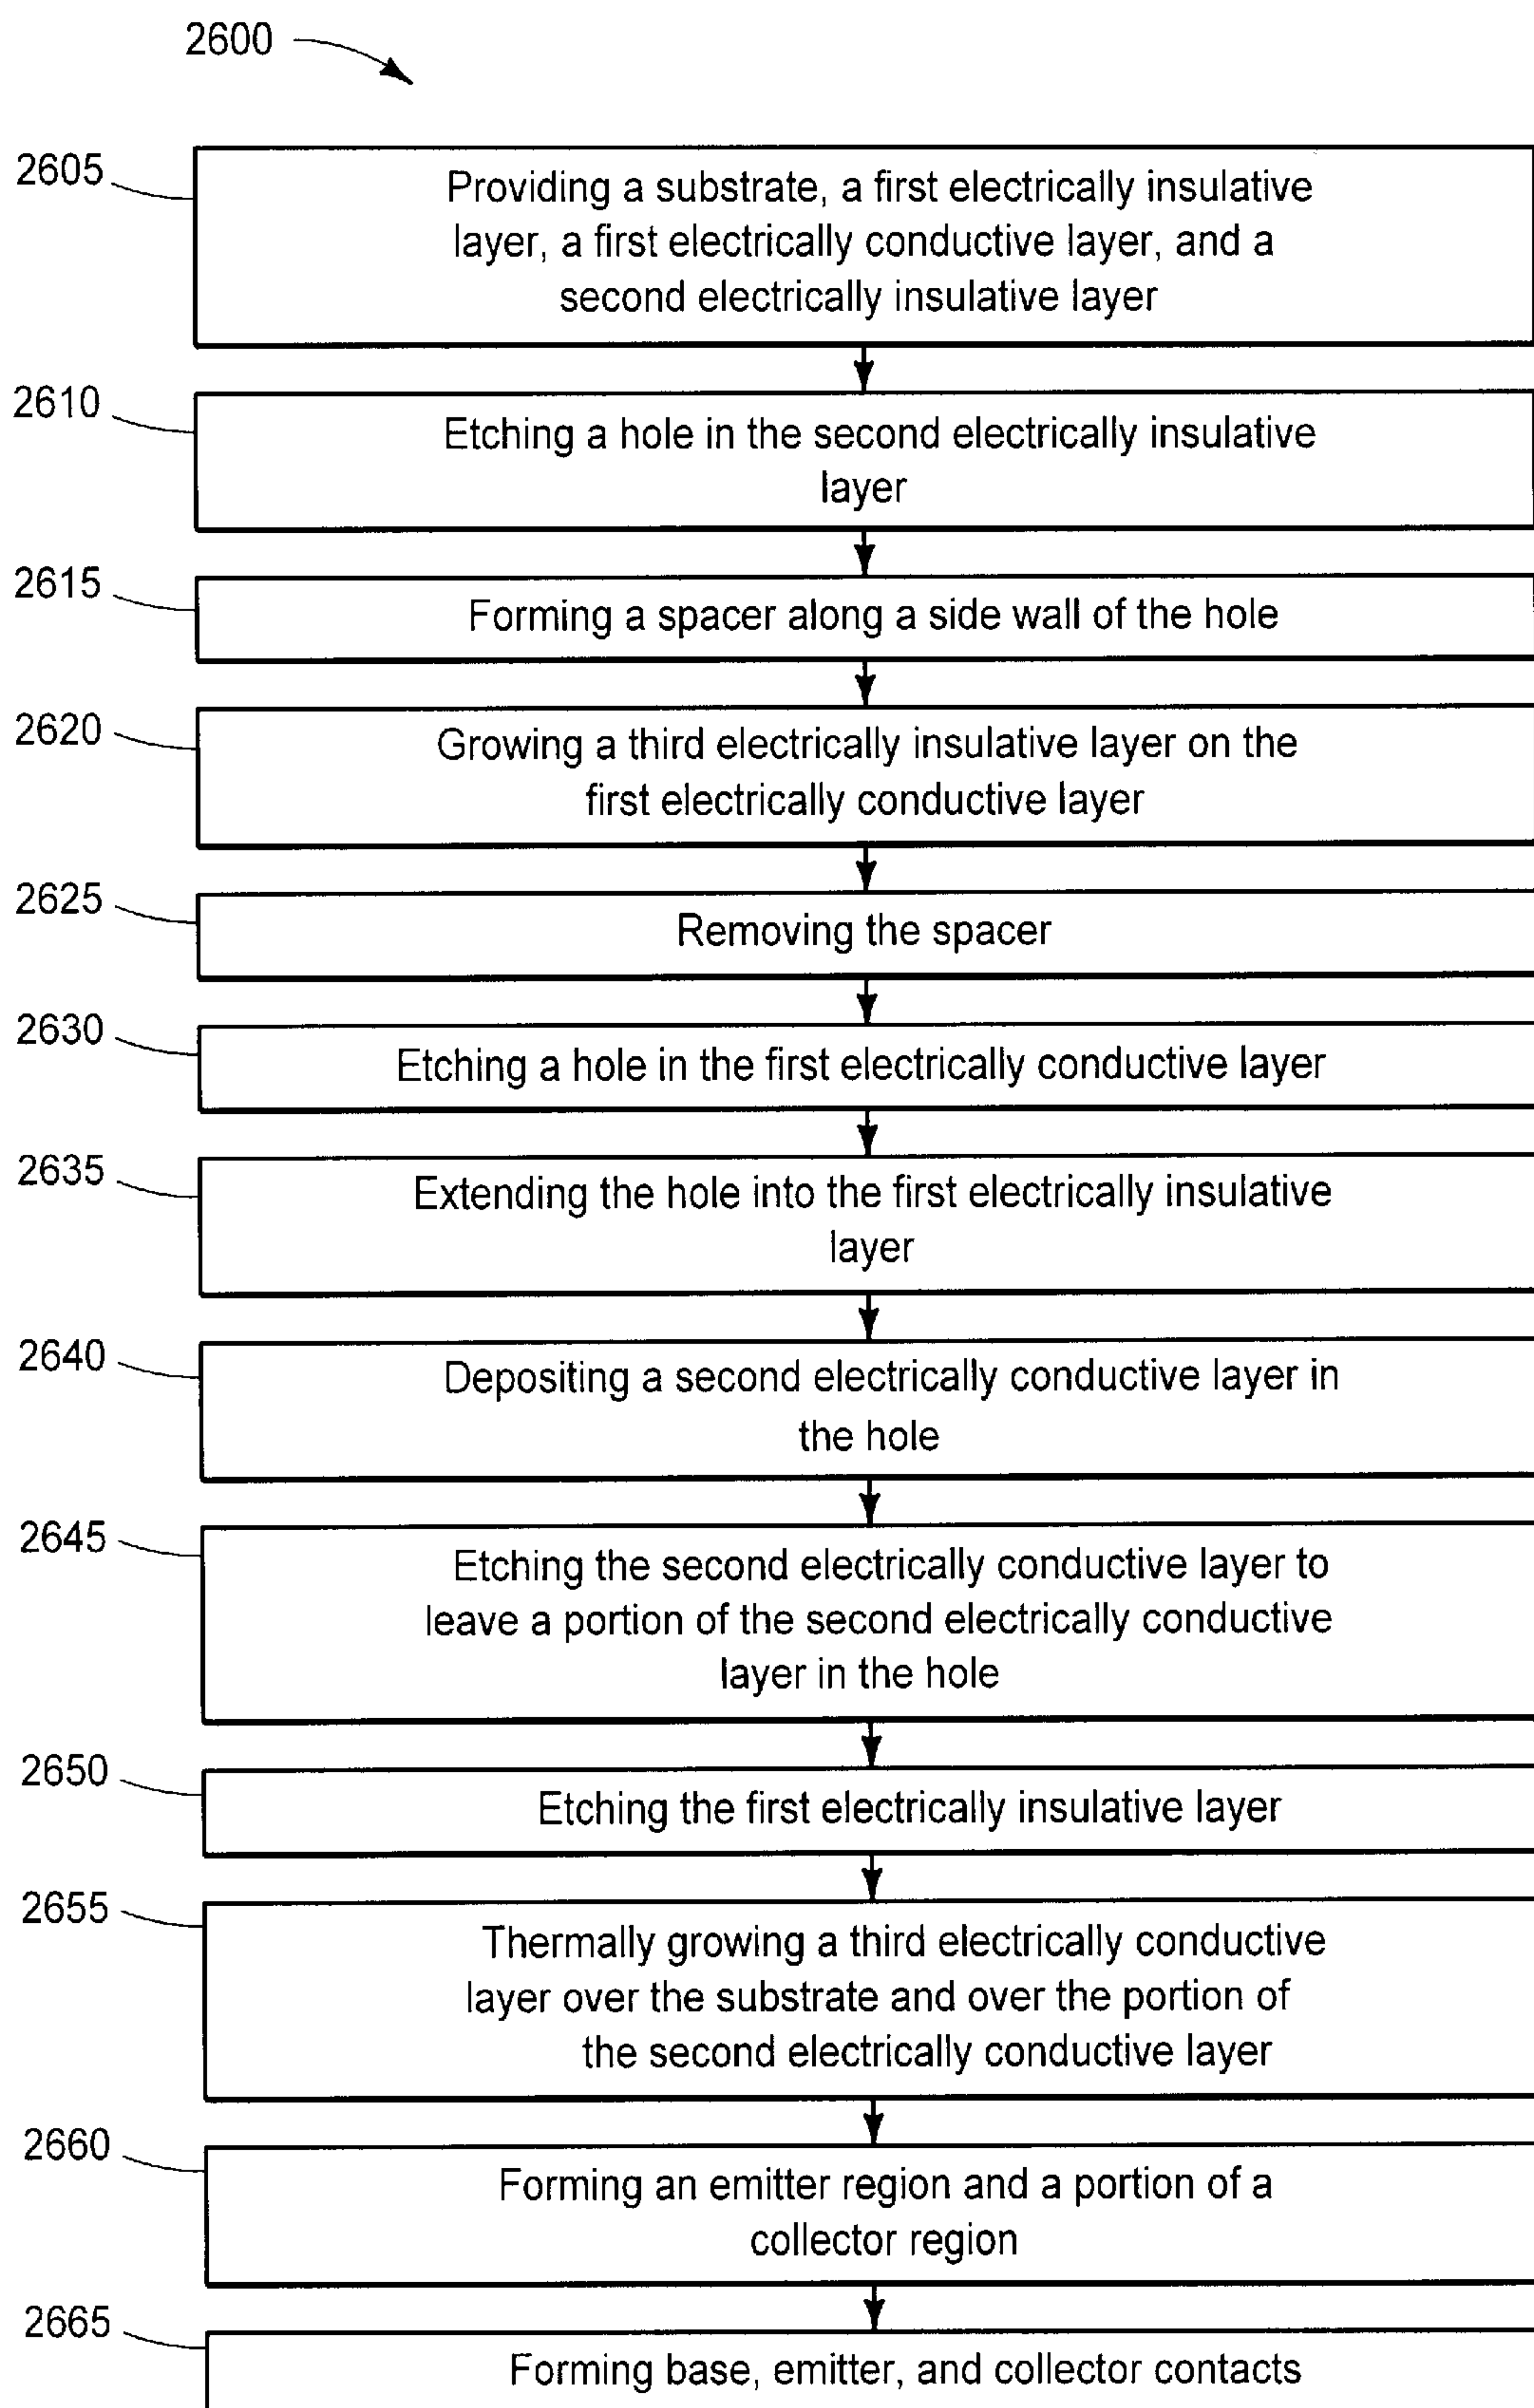 2600
2605
Providing a substrate, a first electrically insulative
layer, a first electrically conductive layer, and a
second electrically insulative layer
2610
Etching a hole in the second electrically insulative
layer
2615
Forming a spacer along a side wall of the hole
2620
Growing a third electrically insulative layer on the
first electrically conductive layer
2625
Removing the spacer
2630
Etching a hole in the first electrically conductive layer
2635
Extending the hole into the first electrically insulative
layer
2640
Depositing a second electrically conductive layer in
the hole
2645
Etching the second electrically conductive layer to
leave a portion of the second electrically conductive
layer in the hole
2650
Etching the first electrically insulative layer
2655
Thermally growing a third electrically conductive
layer over the substrate and over the portion of
the second electrically conductive layer
2660
Forming an emitter region and a portion of a
collector region
2665
Forming base, emitter, and collector contacts